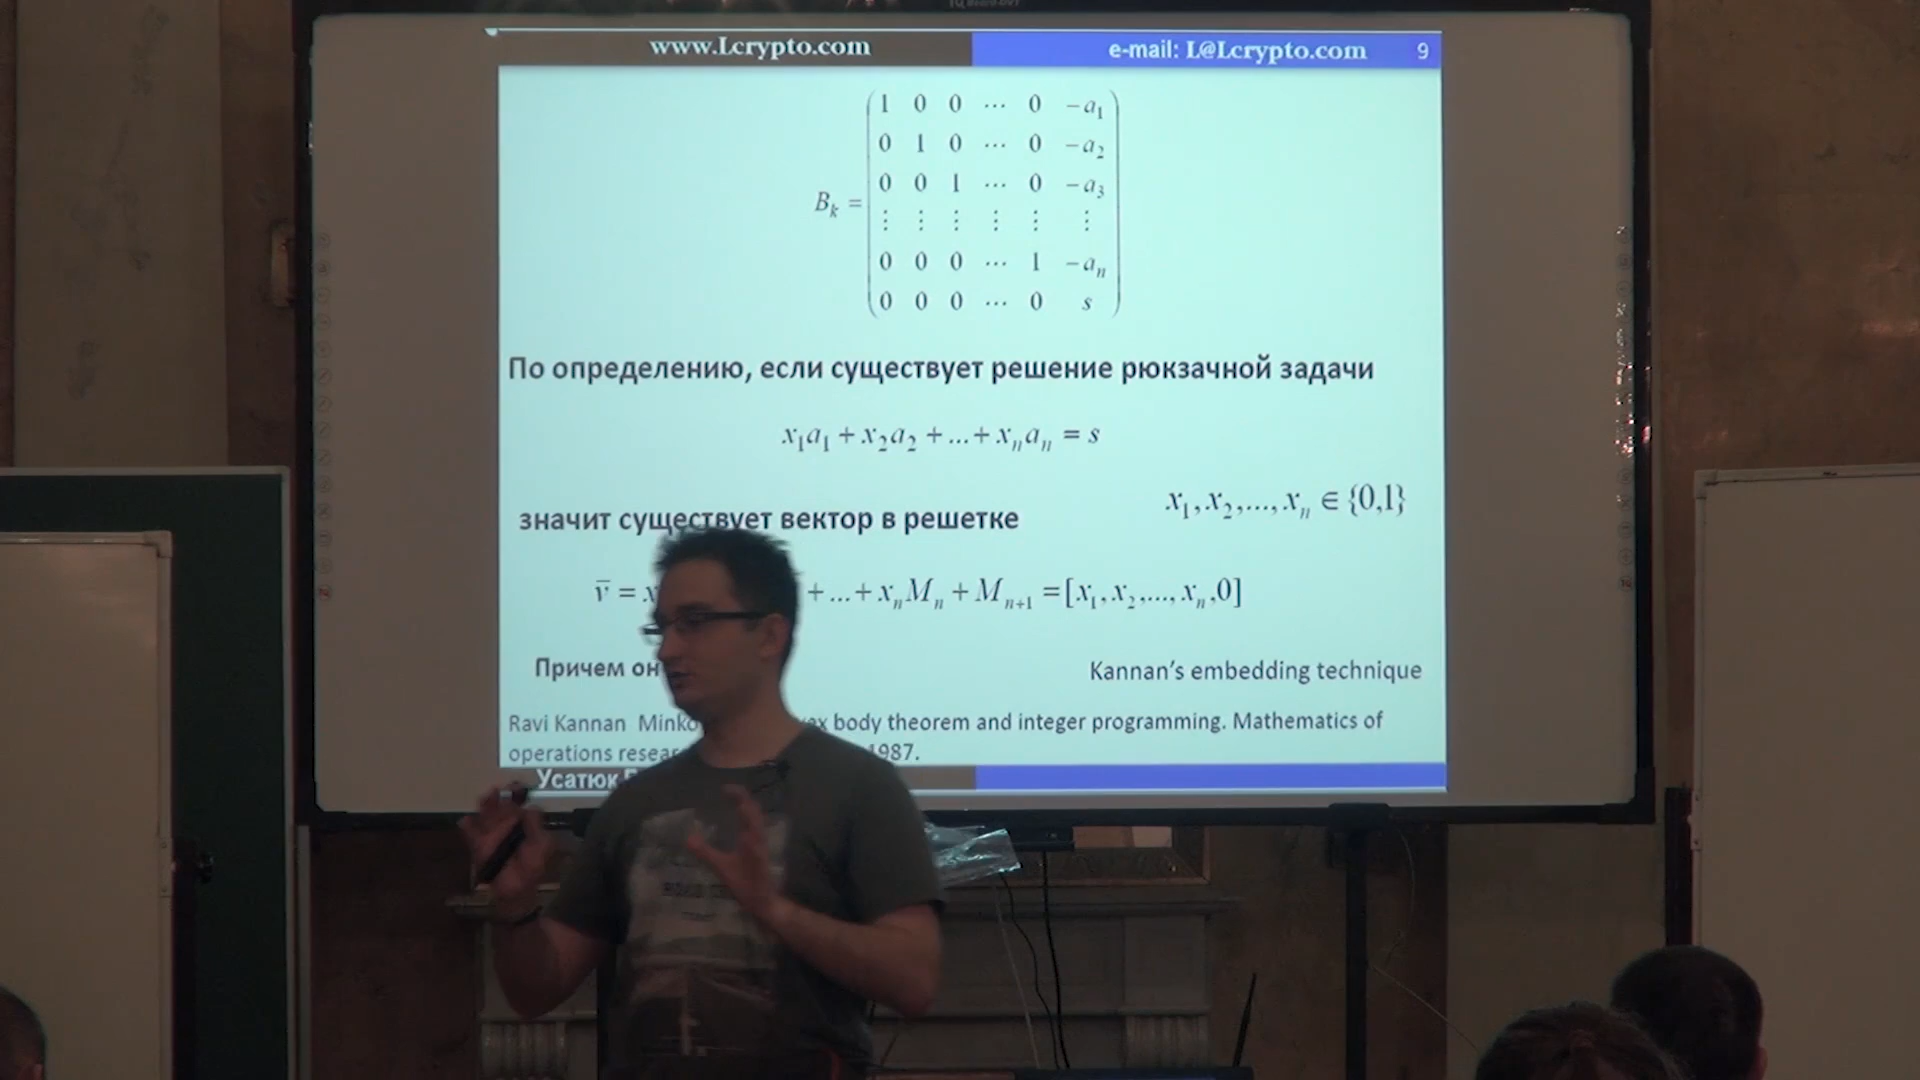 www.Lcrypto.com
e-mail: L@Lcrypto.com 9
1 0 0 ⋯ 0 −a₁
0 1 0 ⋯ 0 −a₂
0 0 1 ⋯ 0 −a₃
Bₖ =
⋮ ⋮ ⋮ ⋮ ⋮ ⋮
0 0 0 ⋯ 1 −aₙ
0 0 0 ⋯ 0 s
По определению, если существует решение рюкзачной задачи
x₁a₁ + x₂a₂ + ... + xₙaₙ = s
x₁, x₂, ..., xₙ ∈ {0,1}
значит существует вектор в решетке
v̅ = x + ... + xₙMₙ + Mₙ₊₁ = [x₁, x₂, ..., xₙ, 0]
Причем он
Kannan's embedding technique
Ravi Kannan body theorem and integer programming. Mathematics of
operations 1987.
Усатюк